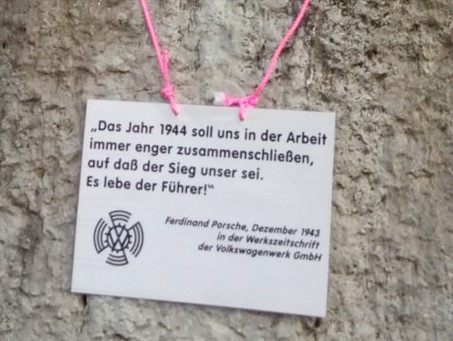 „Das Jahr 1944 soll uns in der Arbeit
immer enger zusammenschließen,
auf daß der Sieg unser sei.
Es lebe der Führer!“
Ferdinand Porsche, Dezember 1943
in der Werkszeitschrift
der Volkswagenwerk GmbH